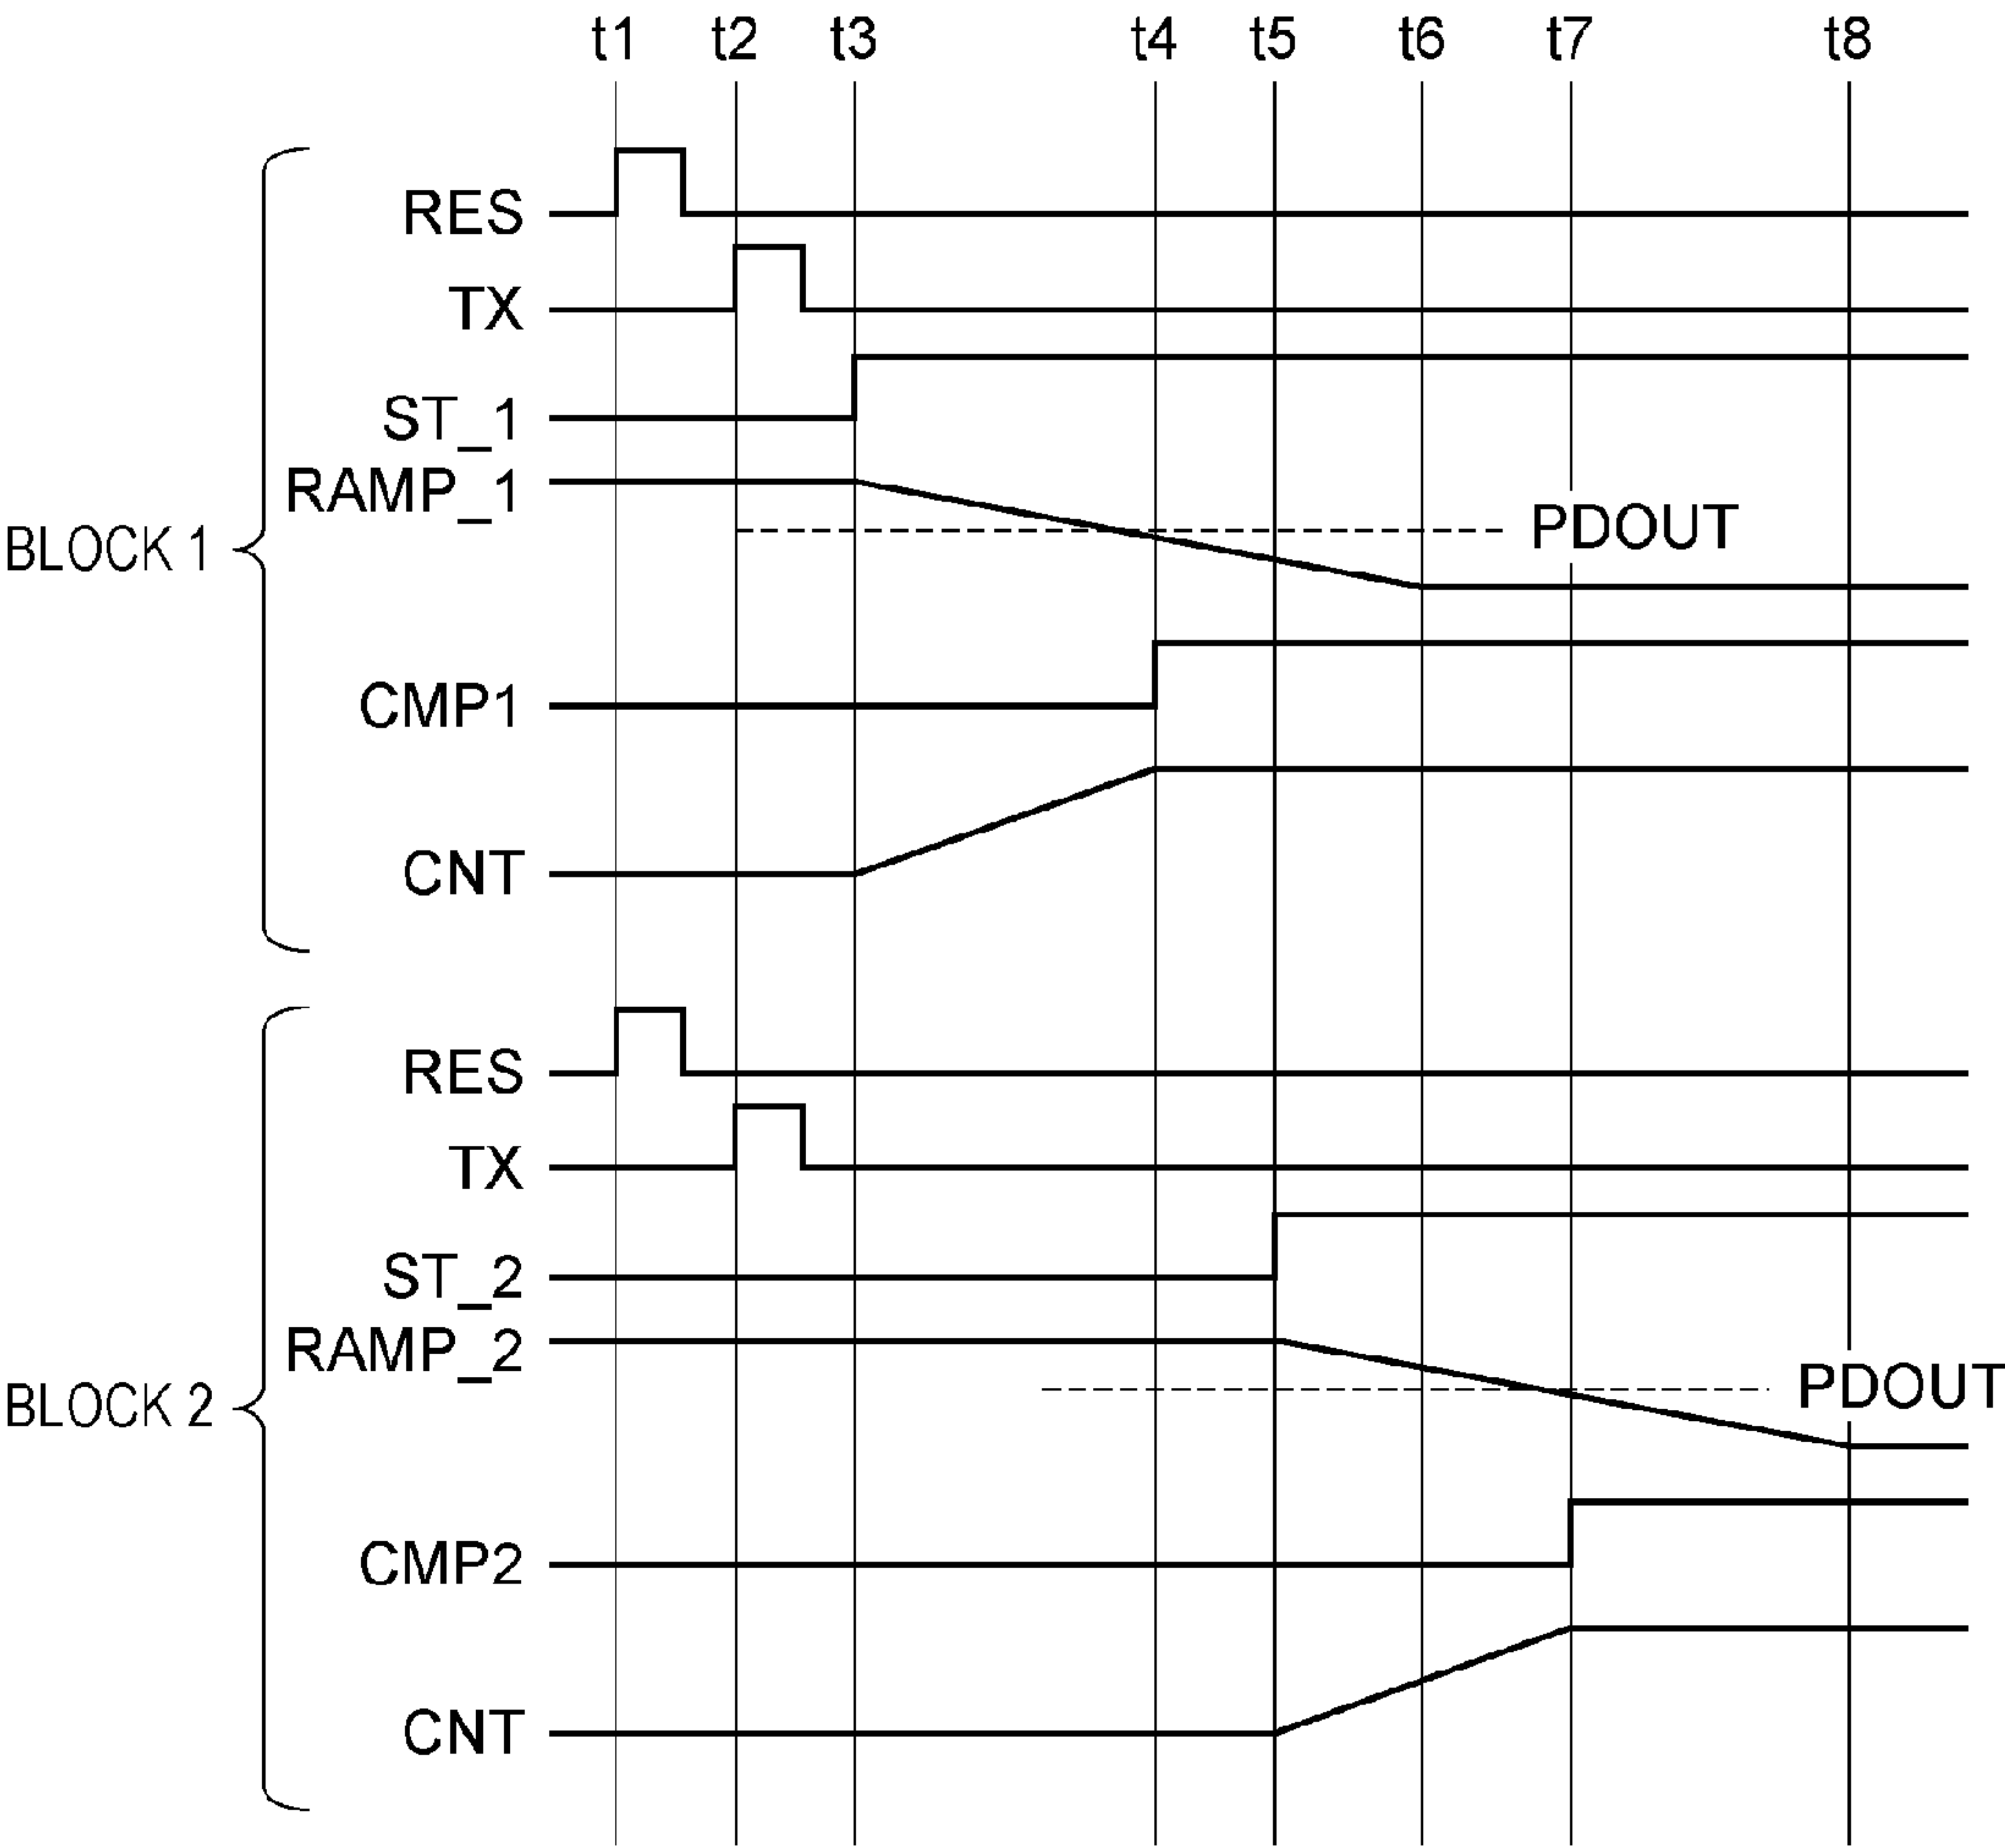 t1 t2 t3 t4 t5 t6 t7 t8
BLOCK 1
RES
TX
ST_1
RAMP_1
PDOUT
CMP1
CNT
BLOCK 2
RES
TX
ST_2
RAMP_2
PDOUT
CMP2
CNT